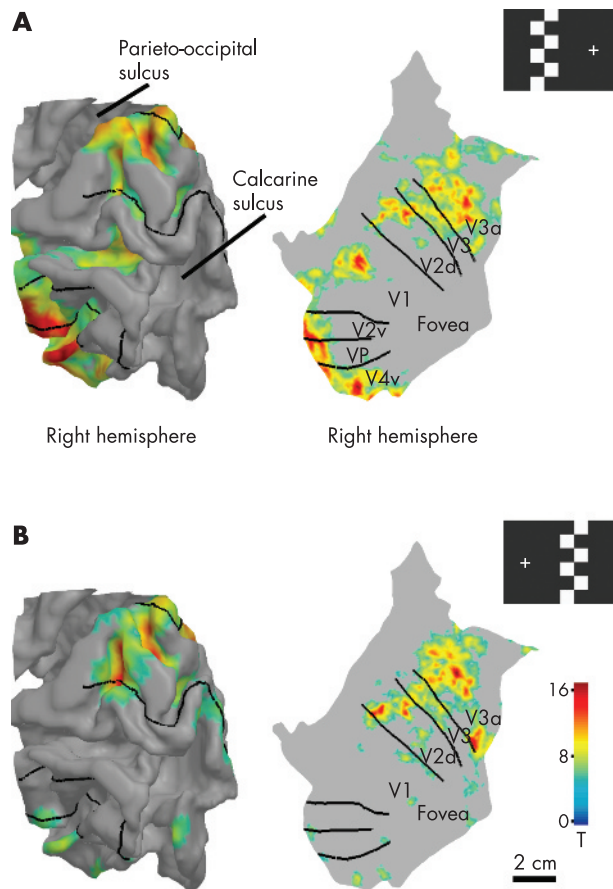 A
Parieto-occipital
sulcus
Calcarine
sulcus
V3a
V3
V2d
V1
Fovea
V2v
VP
V4v
Right hemisphere
Right hemisphere
B
16
V3a
V3
8
V2d
V1
Fovea
0
T
2 cm